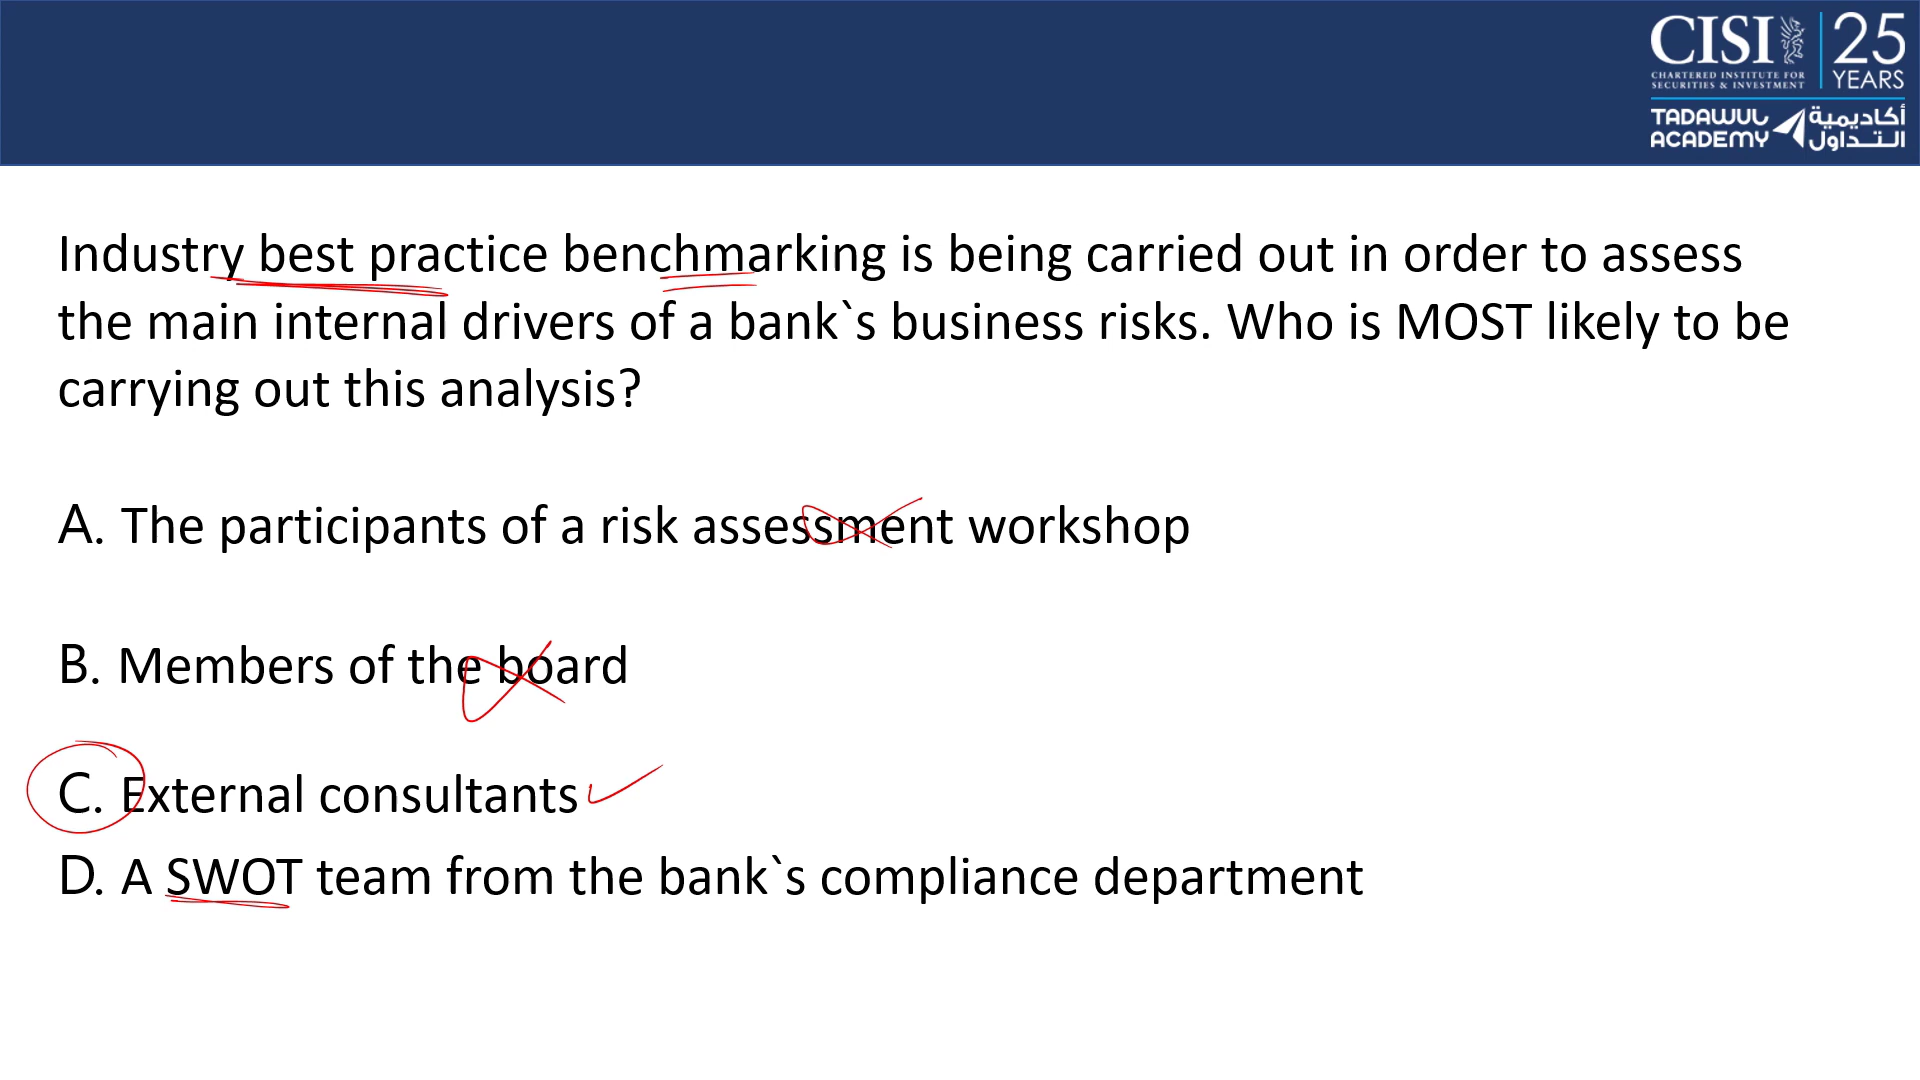 CISI
CHARTERED INSTITUTE FOR
SECURITIES & INVESTMENT
25
YEARS
TADAWUL
ACADEMY
أكاديمية
التداول
Industry best practice benchmarking is being carried out in order to assess
the main internal drivers of a bank`s business risks. Who is MOST likely to be
carrying out this analysis?
A. The participants of a risk assessment workshop
B. Members of the board
C. External consultants
D. A SWOT team from the bank`s compliance department